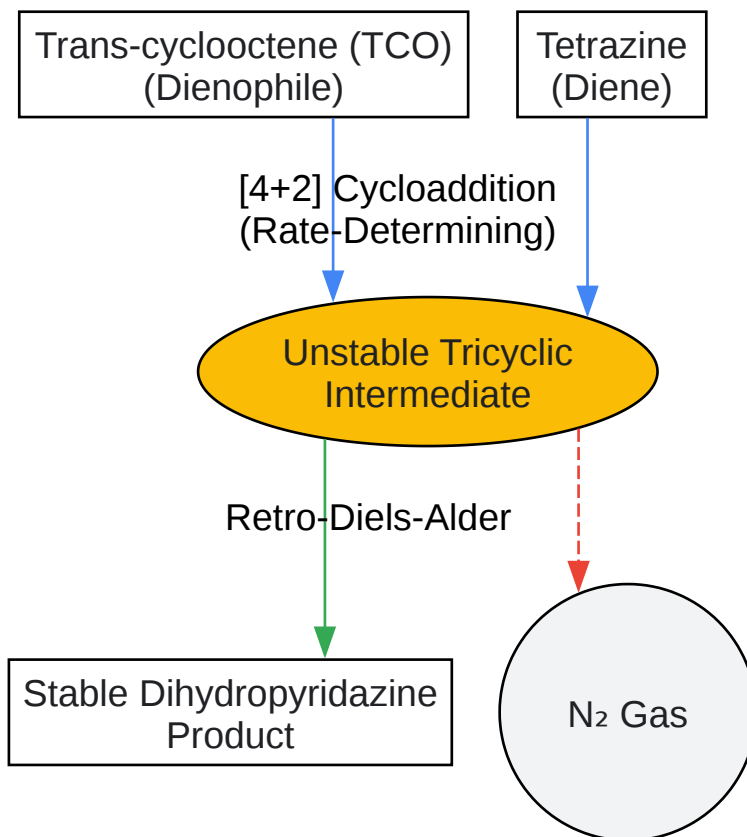 Trans-cyclooctene (TCO)
(Dienophile)
Tetrazine
(Diene)
[4+2] Cycloaddition
(Rate-Determining)
Unstable Tricyclic
Intermediate
Retro-Diels-Alder
Stable Dihydropyridazine
Product
N₂ Gas